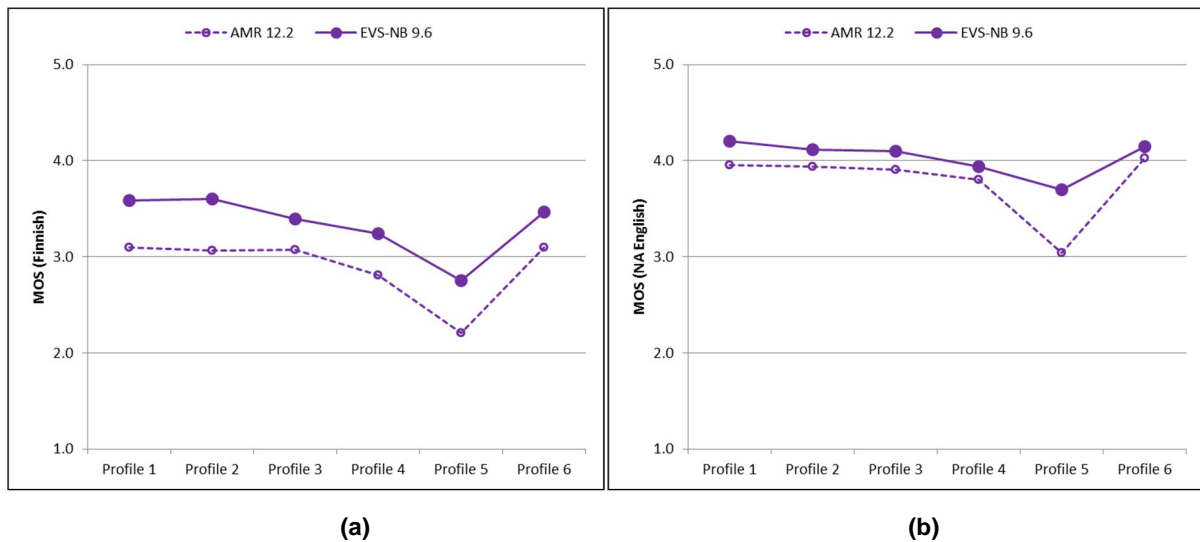 AMR 12.2 EVS-NB 9.6
5.0
4.0
3.0
2.0
1.0
MOS (Finnish)
Profile 1 Profile 2 Profile 3 Profile 4 Profile 5 Profile 6
(a)
AMR 12.2 EVS-NB 9.6
5.0
4.0
3.0
2.0
1.0
MOS (NA English)
Profile 1 Profile 2 Profile 3 Profile 4 Profile 5 Profile 6
(b)